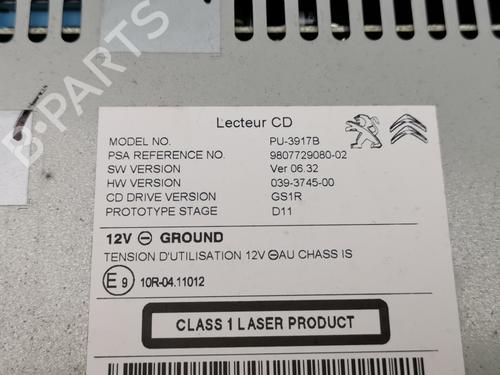 Lecteur CD
MODEL NO. PU-3917B
PSA REFERENCE NO. 9807729080-02
SW VERSION Ver 06.32
HW VERSION 039-3745-00
CD DRIVE VERSION GS1R
PROTOTYPE STAGE D11
12V ⊖ GROUND
TENSION D'UTILISATION 12V ⊖AU CHASS IS
E 9 10R-04.11012
CLASS 1 LASER PRODUCT
B-PARTS